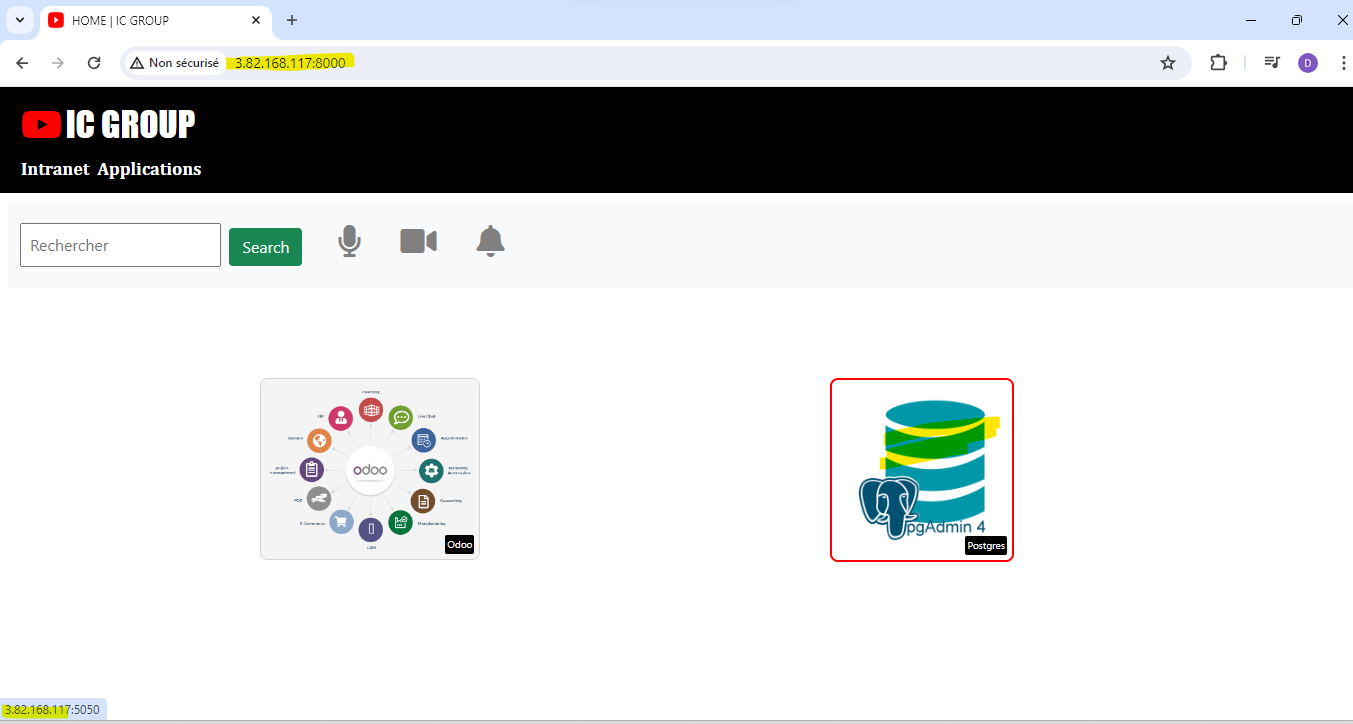 HOME | IC GROUP
Non sécurisé 3.82.168.117:8000
D
IC GROUP
Intranet Applications
Rechercher
Search
Inventory
HR
Live Chat
Website
Appointments
project management
odoo
Marketing Automation
POS
Accounting
E-Commerce
Manufacturing
CRM
Odoo
pgAdmin 4
Postgres
3.82.168.117:5050